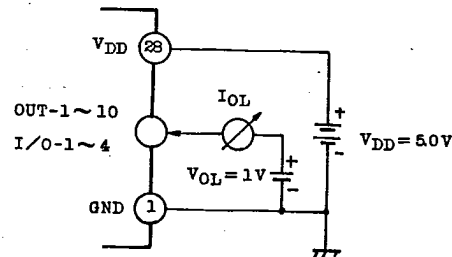 VDD 28
OUT-1~10
I/O-1~4
IOL
+
VOL=1V
-
+
VDD=5.0V
-
GND 1